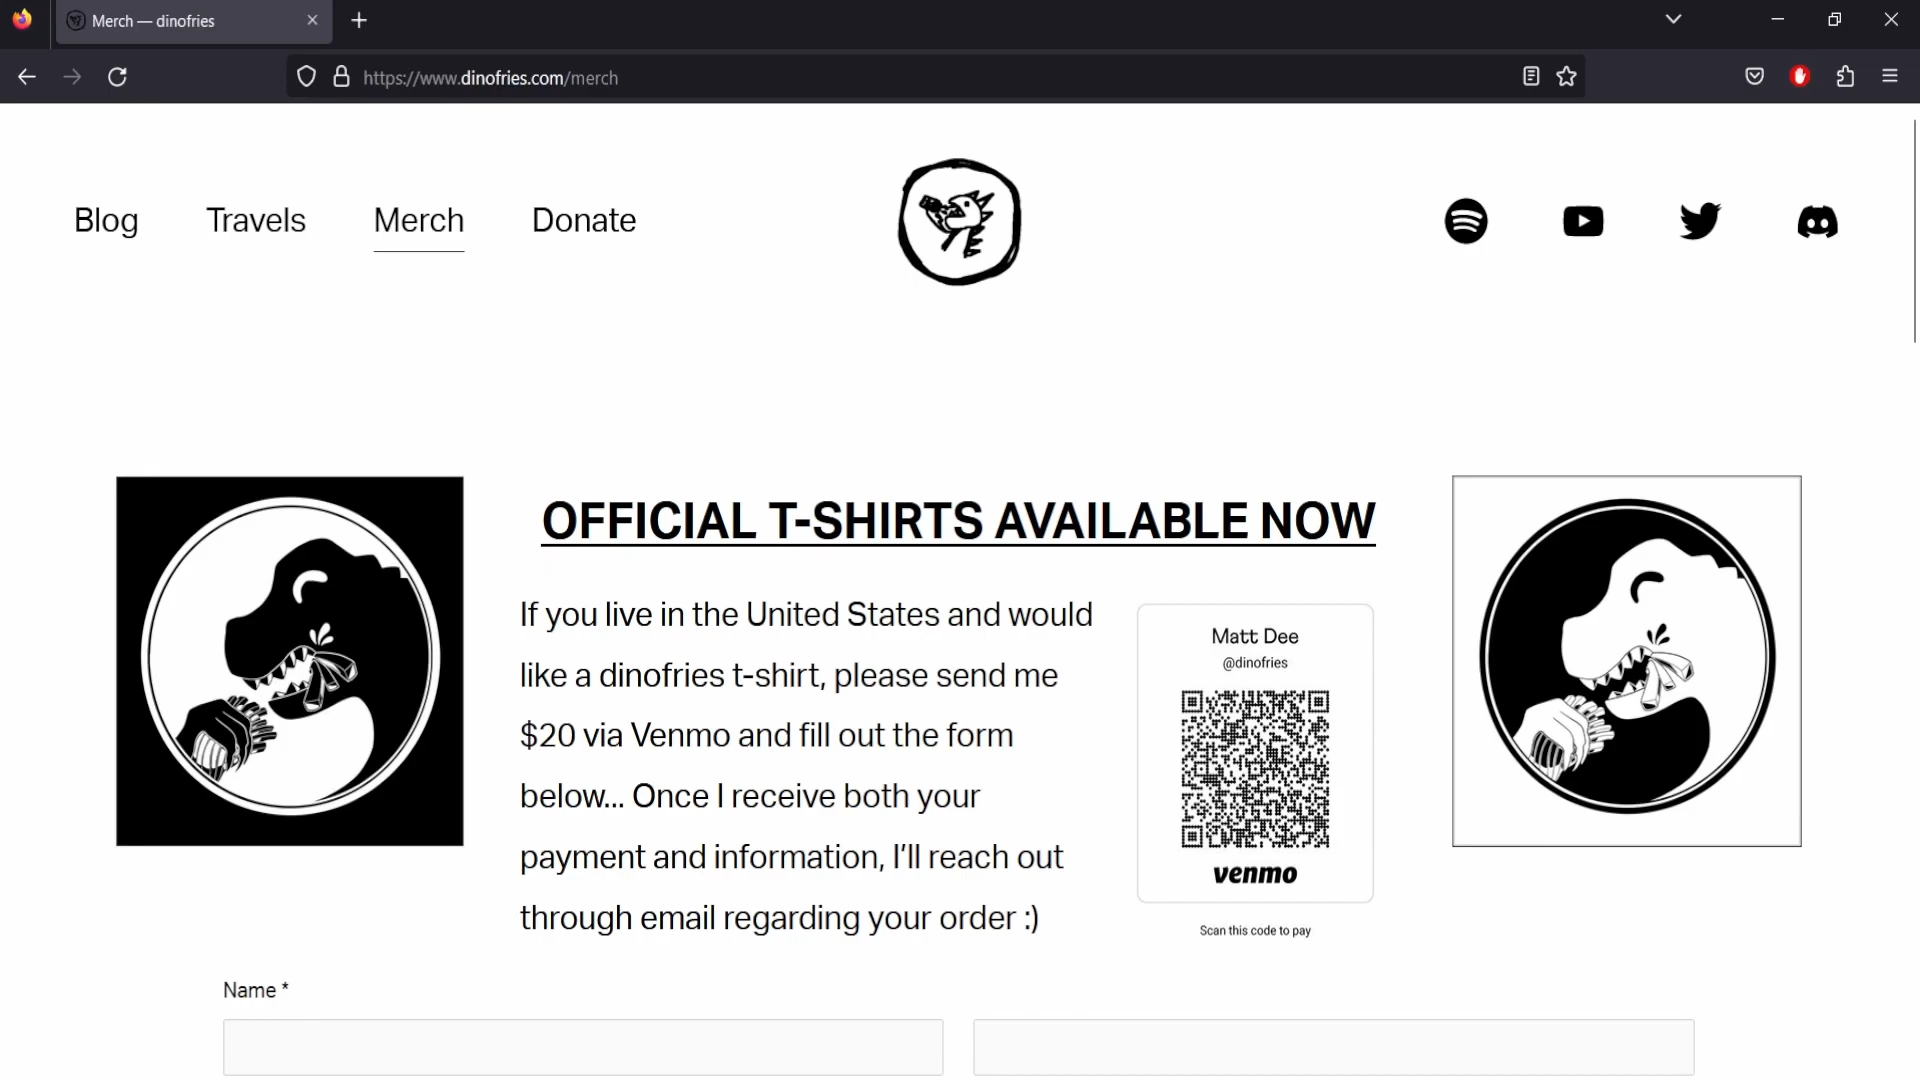 Merch — dinofries
https://www.dinofries.com/merch
Blog
Travels
Merch
Donate
OFFICIAL T-SHIRTS AVAILABLE NOW
If you live in the United States and would
like a dinofries t-shirt, please send me
$20 via Venmo and fill out the form
below... Once I receive both your
payment and information, I’ll reach out
through email regarding your order :)
Matt Dee
@dinofries
venmo
Scan this code to pay
Name *